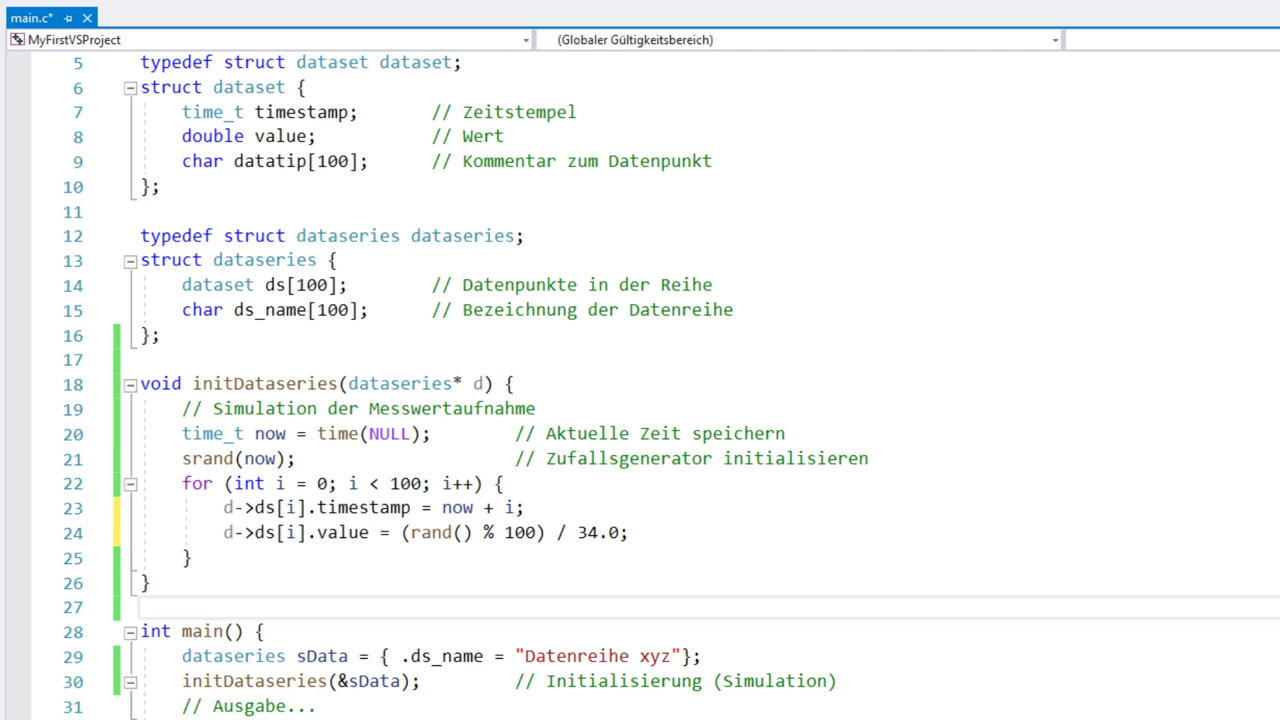 main.c*
MyFirstVSProject (Globaler Gültigkeitsbereich)
5 typedef struct dataset dataset;
6 struct dataset {
7 time_t timestamp; // Zeitstempel
8 double value; // Wert
9 char datatip[100]; // Kommentar zum Datenpunkt
10 };
11
12 typedef struct dataseries dataseries;
13 struct dataseries {
14 dataset ds[100]; // Datenpunkte in der Reihe
15 char ds_name[100]; // Bezeichnung der Datenreihe
16 };
17
18 void initDataseries(dataseries* d) {
19 // Simulation der Messwertaufnahme
20 time_t now = time(NULL); // Aktuelle Zeit speichern
21 srand(now); // Zufallsgenerator initialisieren
22 for (int i = 0; i < 100; i++) {
23 d->ds[i].timestamp = now + i;
24 d->ds[i].value = (rand() % 100) / 34.0;
25 }
26 }
27
28 int main() {
29 dataseries sData = { .ds_name = "Datenreihe xyz"};
30 initDataseries(&sData); // Initialisierung (Simulation)
31 // Ausgabe...